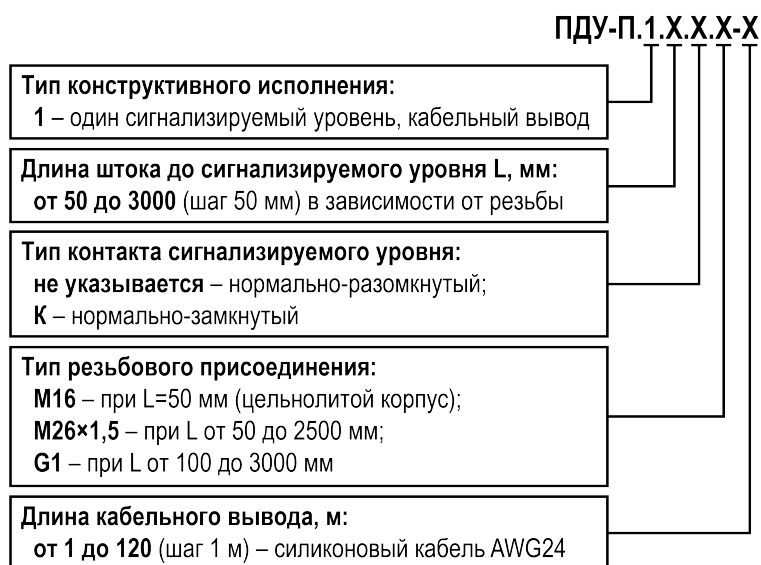 ПДУ-П.1.Х.Х.Х-Х
Тип конструктивного исполнения:
1 – один сигнализируемый уровень, кабельный вывод
Длина штока до сигнализируемого уровня L, мм:
от 50 до 3000 (шаг 50 мм) в зависимости от резьбы
Тип контакта сигнализируемого уровня:
не указывается – нормально-разомкнутый;
К – нормально-замкнутый
Тип резьбового присоединения:
М16 – при L=50 мм (цельнолитой корпус);
М26×1,5 – при L от 50 до 2500 мм;
G1 – при L от 100 до 3000 мм
Длина кабельного вывода, м:
от 1 до 120 (шаг 1 м) – силиконовый кабель AWG24